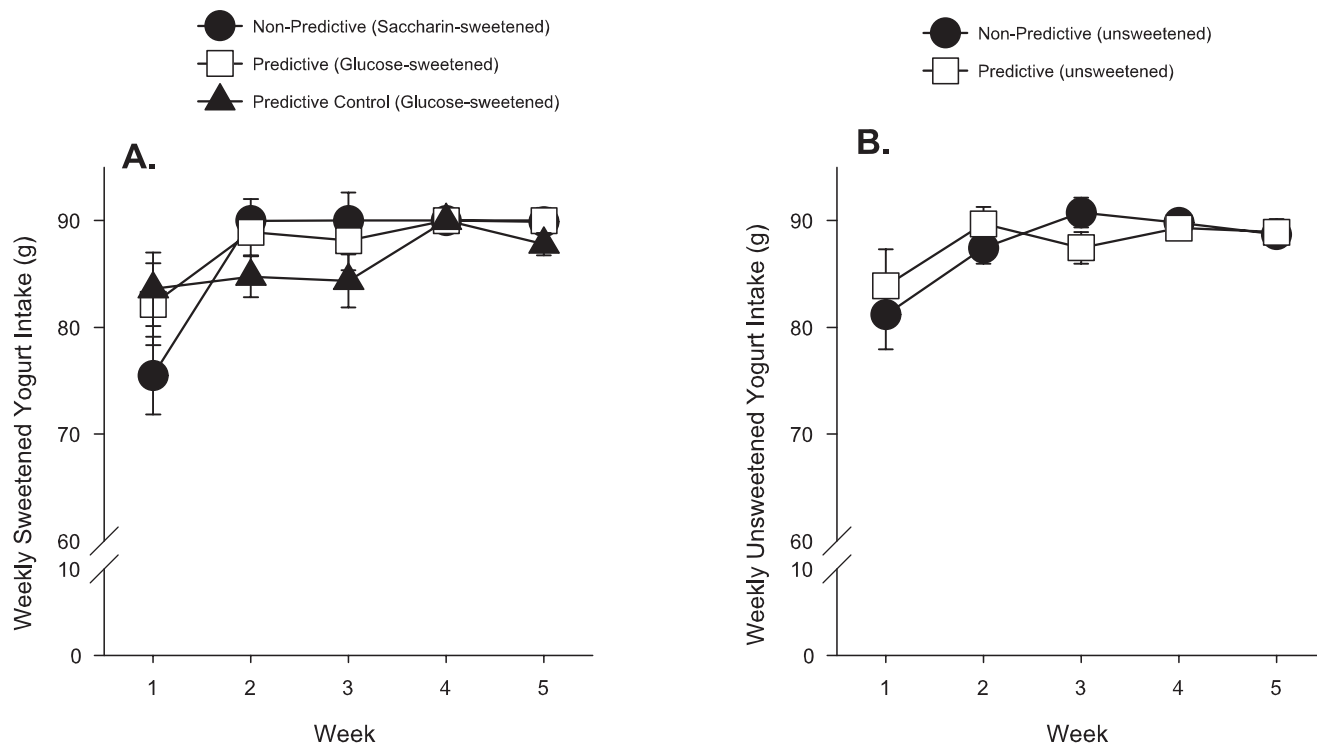 Non-Predictive (Saccharin-sweetened)
Predictive (Glucose-sweetened)
Predictive Control (Glucose-sweetened)
A.
Weekly Sweetened Yogurt Intake (g)
90
80
70
60
10
0
1 2 3 4 5
Week
Non-Predictive (unsweetened)
Predictive (unsweetened)
B.
Weekly Unsweetened Yogurt Intake (g)
90
80
70
60
10
0
1 2 3 4 5
Week